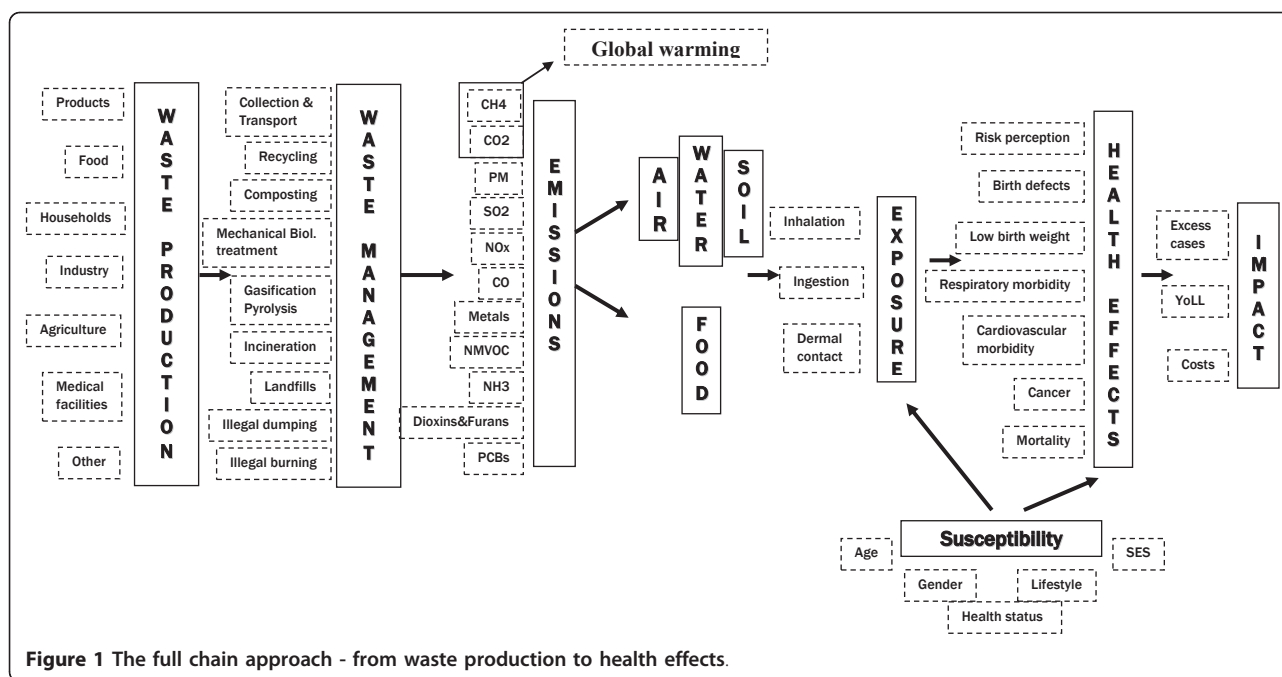 Global warming
Products
Food
Households
Industry
Agriculture
Medical
facilities
Other
WASTE PRODUCTION
Collection &
Transport
Recycling
Composting
Mechanical Biol.
treatment
Gasification
Pyrolysis
Incineration
Landfills
Illegal dumping
Illegal burning
WASTE MANAGEMENT
CH4
CO2
PM
SO2
NOx
CO
Metals
NMVOC
NH3
Dioxins&Furans
PCBs
EMISSIONS
AIR
WATER
SOIL
FOOD
Inhalation
Ingestion
Dermal
contact
EXPOSURE
Risk perception
Birth defects
Low birth weight
Respiratory morbidity
Cardiovascular
morbidity
Cancer
Mortality
HEALTH EFFECTS
Excess
cases
YoLL
Costs
IMPACT
Susceptibility
Age
SES
Gender
Lifestyle
Health status
Figure 1 The full chain approach - from waste production to health effects.